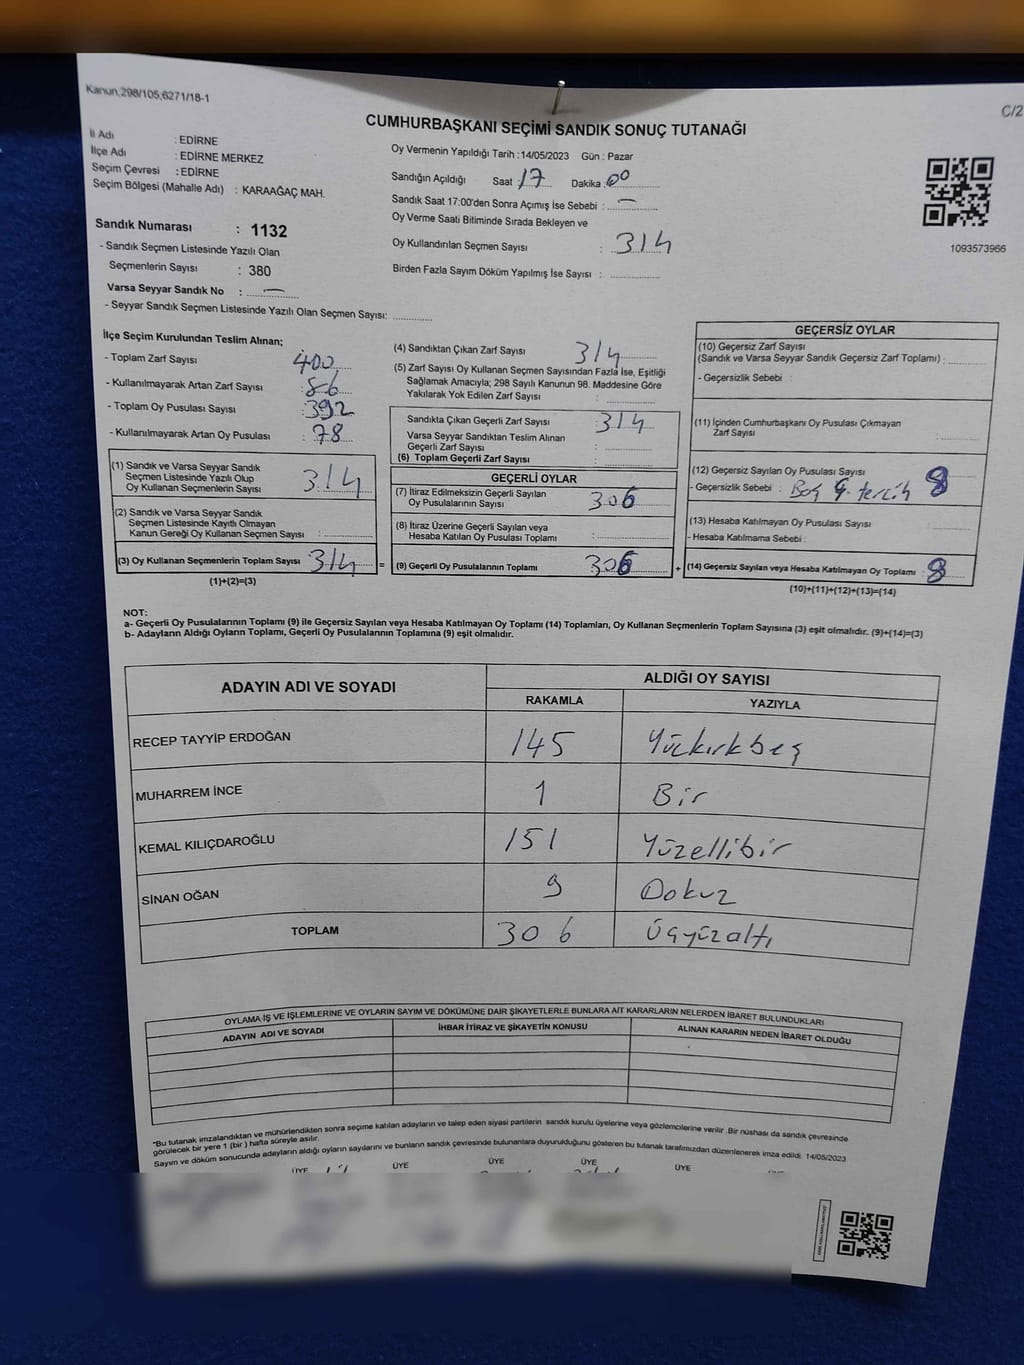 Kanun,298/105,6271/18-1
C/2
CUMHURBAŞKANI SEÇİMİ SANDIK SONUÇ TUTANAĞI
İl Adı : EDİRNE
İlçe Adı : EDİRNE MERKEZ
Seçim Çevresi : EDİRNE
Seçim Bölgesi (Mahalle Adı) : KARAAĞAÇ MAH.
Sandık Numarası : 1132
- Sandık Seçmen Listesinde Yazılı Olan
Seçmenlerin Sayısı : 380
Varsa Seyyar Sandık No : —
- Seyyar Sandık Seçmen Listesinde Yazılı Olan Seçmen Sayısı:
Oy Vermenin Yapıldığı Tarih : 14/05/2023 Gün : Pazar
Sandığın Açıldığı Saat 17 Dakika 00
Sandık Saat 17:00'den Sonra Açımış İse Sebebi : —
Oy Verme Saati Bitiminde Sırada Bekleyen ve
Oy Kullandırılan Seçmen Sayısı : 314
Birden Fazla Sayım Döküm Yapılmış İse Sayısı :
1093573966
İlçe Seçim Kurulundan Teslim Alınan;
- Toplam Zarf Sayısı 400
- Kullanılmayarak Artan Zarf Sayısı : 86
- Toplam Oy Pusulası Sayısı : 392
- Kullanılmayarak Artan Oy Pusulası : 78
(1) Sandık ve Varsa Seyyar Sandık
Seçmen Listesinde Yazılı Olup
Oy Kullanan Seçmenlerin Sayısı : 314
(2) Sandık ve Varsa Seyyar Sandık
Seçmen Listesinde Kayıtlı Olmayan
Kanun Gereği Oy Kullanan Seçmen Sayısı :
(3) Oy Kullanan Seçmenlerin Toplam Sayısı 314 =
(1)+(2)=(3)
(4) Sandıktan Çıkan Zarf Sayısı : 314
(5) Zarf Sayısı Oy Kullanan Seçmen Sayısından Fazla İse, Eşitliği
Sağlamak Amacıyla; 298 Sayılı Kanunun 98. Maddesine Göre
Yakılarak Yok Edilen Zarf Sayısı :
Sandıkta Çıkan Geçerli Zarf Sayısı : 314
Varsa Seyyar Sandıktan Teslim Alınan
Geçerli Zarf Sayısı :
(6) Toplam Geçerli Zarf Sayısı :
GEÇERLİ OYLAR
(7) İtiraz Edilmeksizin Geçerli Sayılan
Oy Pusulalarının Sayısı : 306
(8) İtiraz Üzerine Geçerli Sayılan veya
Hesaba Katılan Oy Pusulası Toplamı :
(9) Geçerli Oy Pusulalarının Toplamı : 306 +
GEÇERSİZ OYLAR
(10) Geçersiz Zarf Sayısı
(Sandık ve Varsa Seyyar Sandık Geçersiz Zarf Toplamı) :
- Geçersizlik Sebebi :
(11) İçinden Cumhurbaşkanı Oy Pusulası Çıkmayan
Zarf Sayısı :
(12) Geçersiz Sayılan Oy Pusulası Sayısı : 8
- Geçersizlik Sebebi : Boş Ç. tercih
(13) Hesaba Katılmayan Oy Pusulası Sayısı :
- Hesaba Katılmama Sebebi :
(14) Geçersiz Sayılan veya Hesaba Katılmayan Oy Toplamı : 8
(10)+(11)+(12)+(13)=(14)
NOT:
a- Geçerli Oy Pusulasının Toplamı (9) ile Geçersiz Sayılan veya Hesaba Katılmayan Oy Toplamı (14) Toplamları, Oy Kullanan Seçmenlerin Toplam Sayısına (3) eşit olmalıdır. (9)+(14)=(3)
b- Adayların Aldığı Oyların Toplamı, Geçerli Oy Pusulalarının Toplamına (9) eşit olmalıdır.
ADAYIN ADI VE SOYADI
ALDIĞI OY SAYISI
RAKAMLA YAZIYLA
RECEP TAYYİP ERDOĞAN 145 Yüzkırkbeş
MUHARREM İNCE 1 Bir
KEMAL KILIÇDAROĞLU 151 Yüzellibir
SİNAN OĞAN 9 Dokuz
TOPLAM 306 Üçyüzaltı
OYLAMA İŞ VE İŞLEMLERİNE VE OYLARIN SAYIM VE DÖKÜMÜNE DAİR ŞİKAYETLERLE BUNLARA AİT KARARLARIN NELERDEN İBARET BULUNDUKLARI
ADAYIN ADI VE SOYADI İHBAR İTİRAZ VE ŞİKAYETİN KONUSU ALINAN KARARIN NEDEN İBARET OLDUĞU
"Bu tutanak imzalandıktan ve mühürlendikten sonra seçime katılan adayların ve talep eden siyasi partilerin sandık kurulu üyelerine veya gözlemcilerine verilir .Bir nüshası da sandık çevresinde
görülecek bir yere 1 (bir ) hafta süreyle asılır.
Sayım ve döküm sonucunda adayların aldığı oyların sayılarını ve bunların sandık çevresinde bulunanlara duyurulduğunu gösteren bu tutanak tarafımızdan düzenlenerek imza edildi. 14/05/2023
ÜYE ÜYE ÜYE ÜYE ÜYE